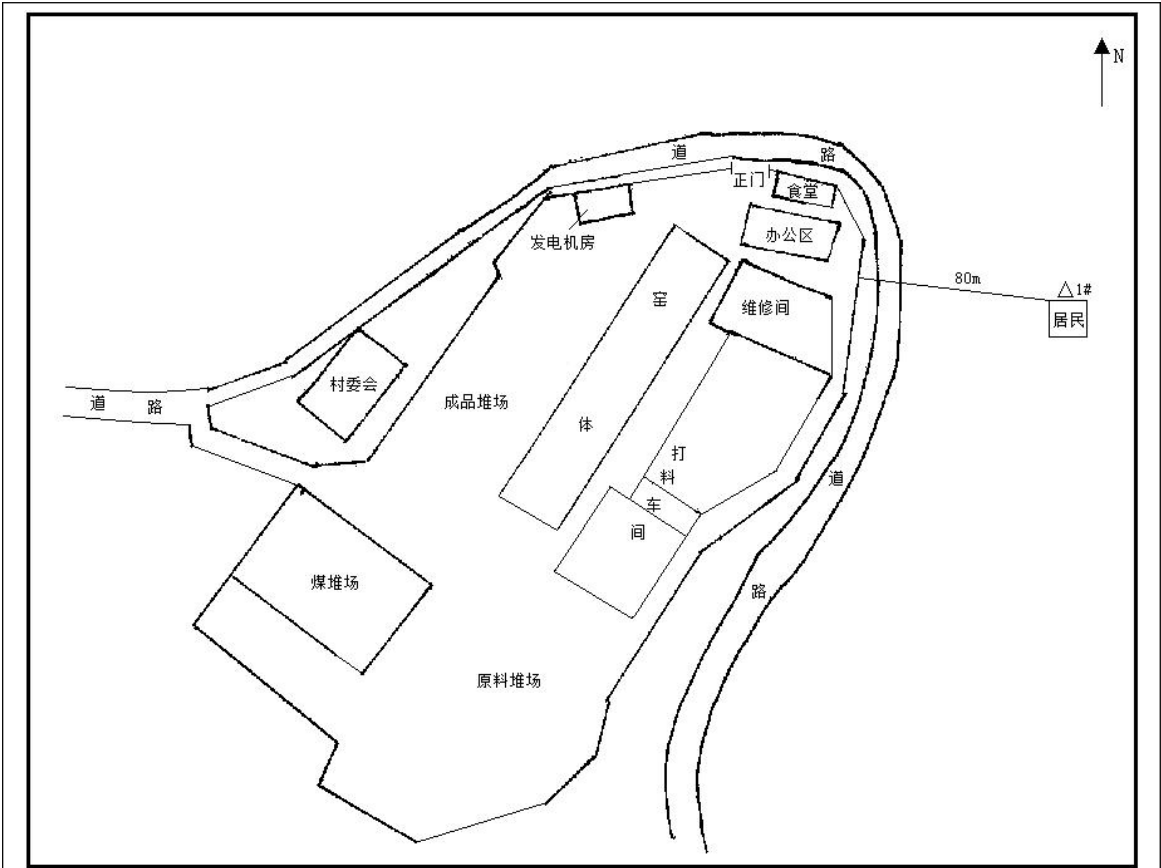 N
道 路
正门
食堂
办公区
发电机房
80m
△1#
居民
窑
体
维修间
村委会
道 路
成品堆场
打
料
车
间
道
路
煤堆场
原料堆场